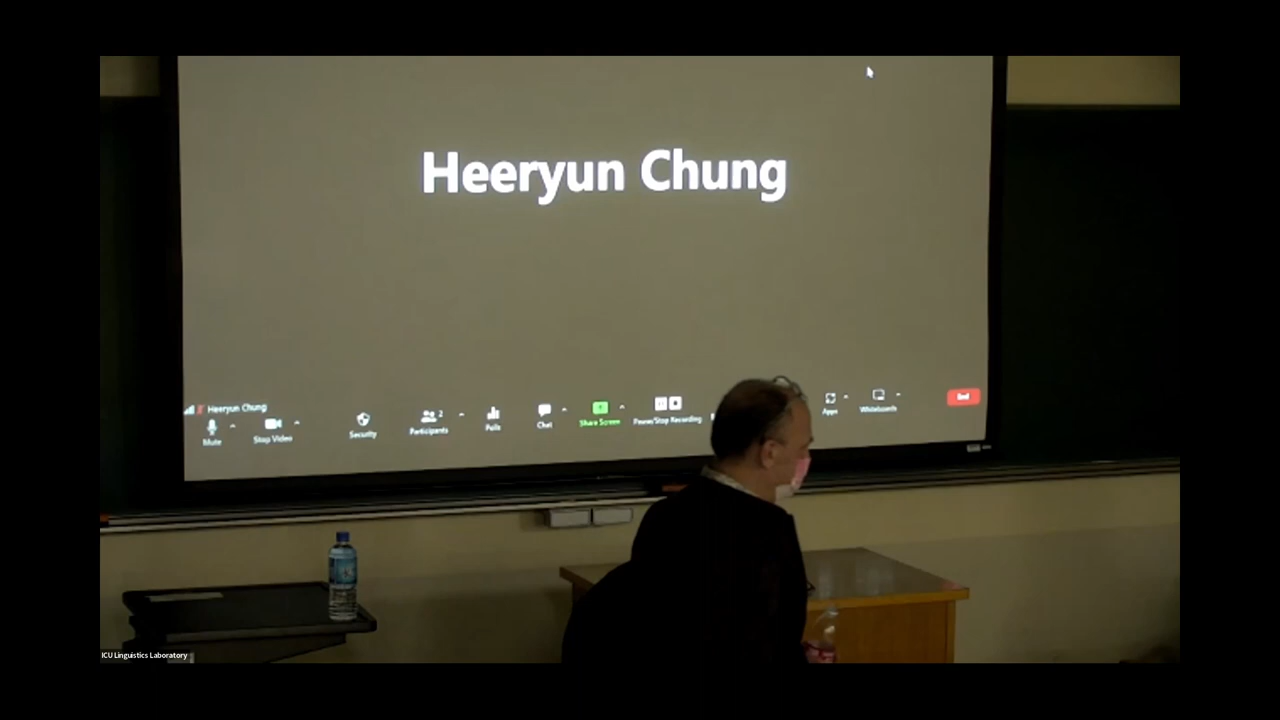 Heeryun Chung
Heeryun Chung
Mute
Stop Video
Security
Participants
2
Polls
Chat
Share Screen
Pause/Stop Recording
Apps
Whiteboards
End
ICU Linguistics Laboratory